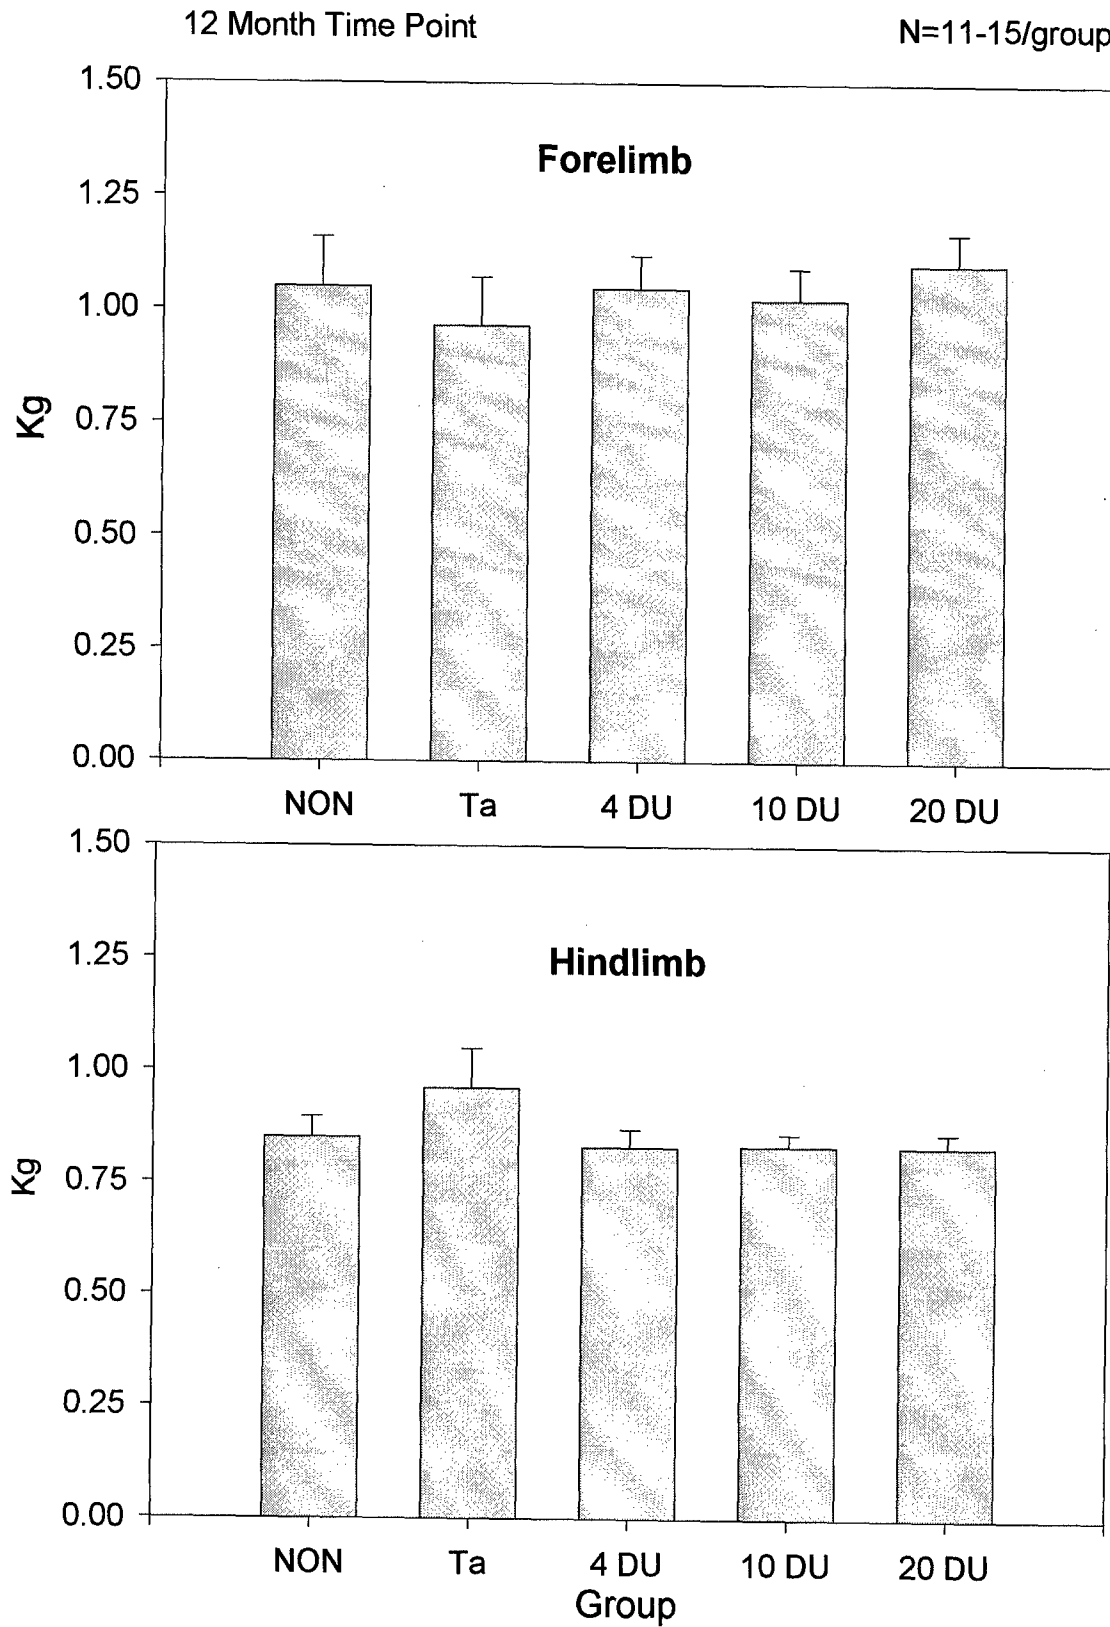 12 Month Time Point N=11-15/group
Forelimb
Kg
1.50
1.25
1.00
0.75
0.50
0.25
0.00
NON Ta 4 DU 10 DU 20 DU
Hindlimb
Kg
1.50
1.25
1.00
0.75
0.50
0.25
0.00
NON Ta 4 DU 10 DU 20 DU
Group